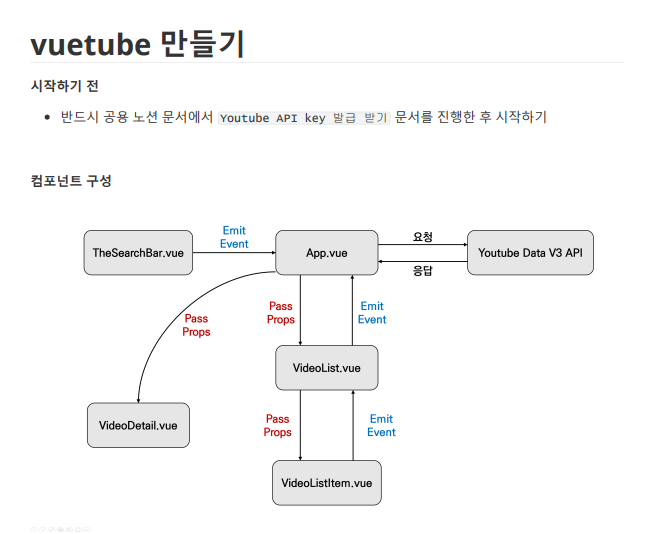 vuetube 만들기
시작하기 전
반드시 공용 노션 문서에서 Youtube API key 발급 받기 문서를 진행한 후 시작하기
컴포넌트 구성
TheSearchBar.vue
Emit
Event
App.vue
요청
응답
Youtube Data V3 API
Pass
Props
Pass
Props
Emit
Event
VideoList.vue
VideoDetail.vue
Pass
Props
Emit
Event
VideoListItem.vue